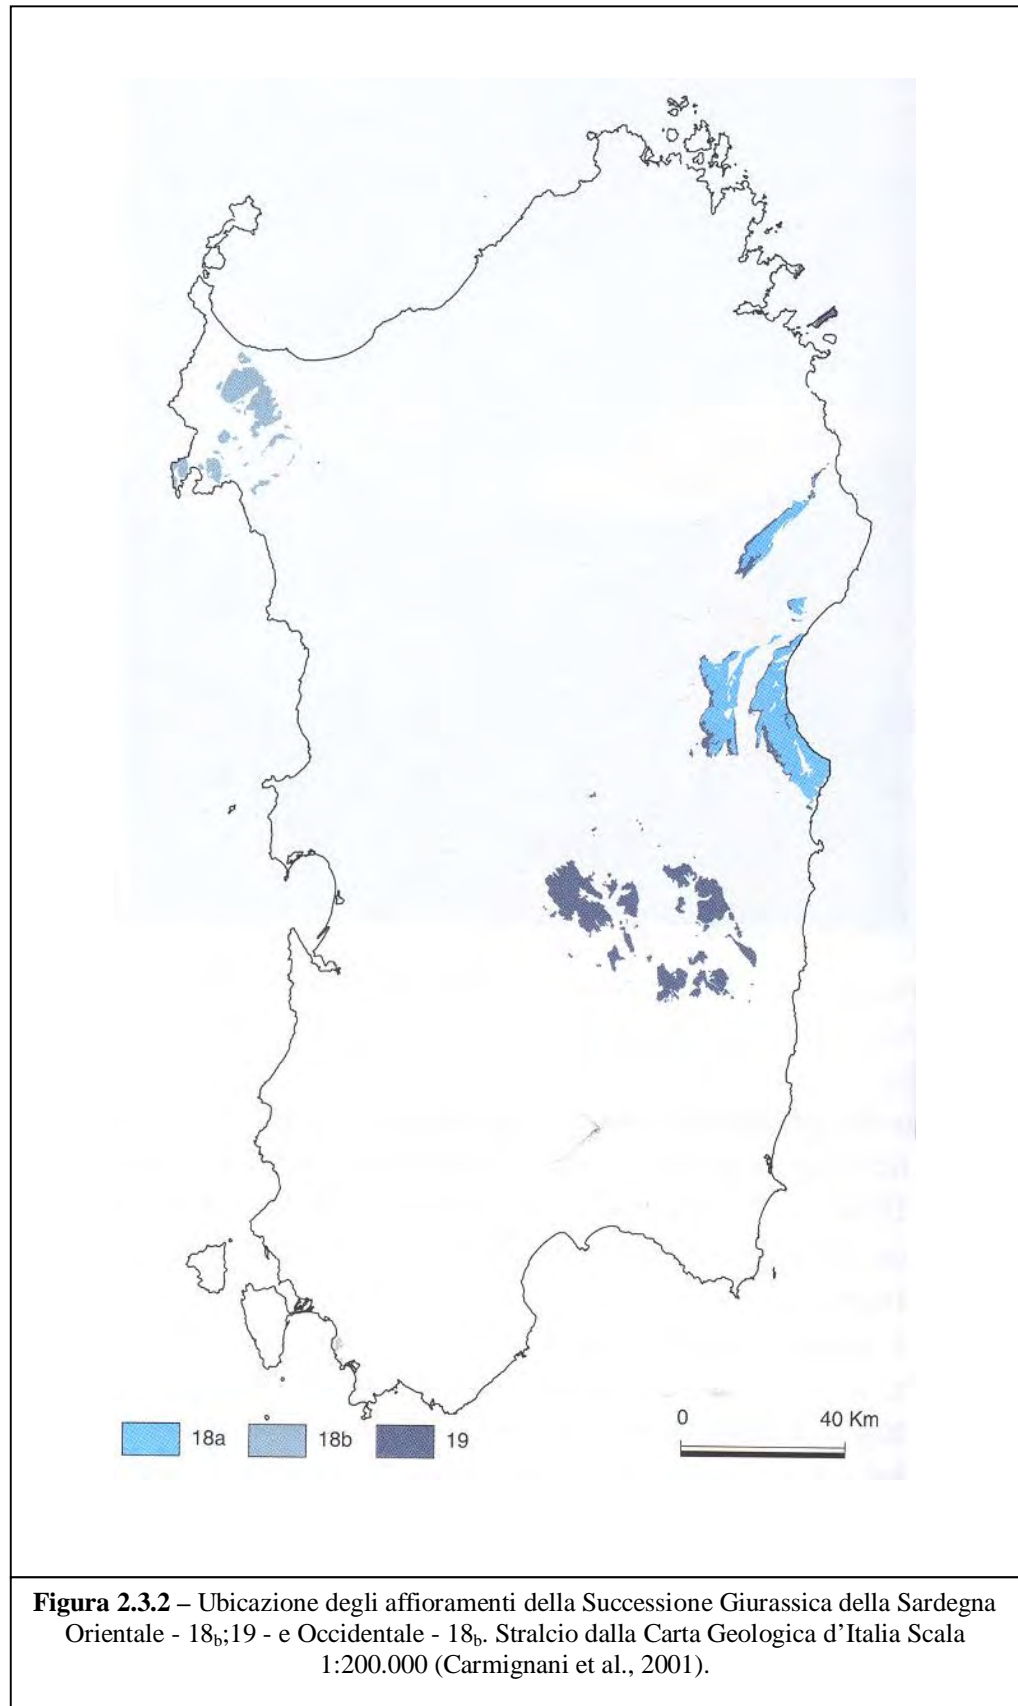 18a 18b 19 0 40 Km
Figura 2.3.2 – Ubicazione degli affioramenti della Successione Giurassica della Sardegna
Orientale - 18b;19 - e Occidentale - 18b. Stralcio dalla Carta Geologica d’Italia Scala
1:200.000 (Carmignani et al., 2001).